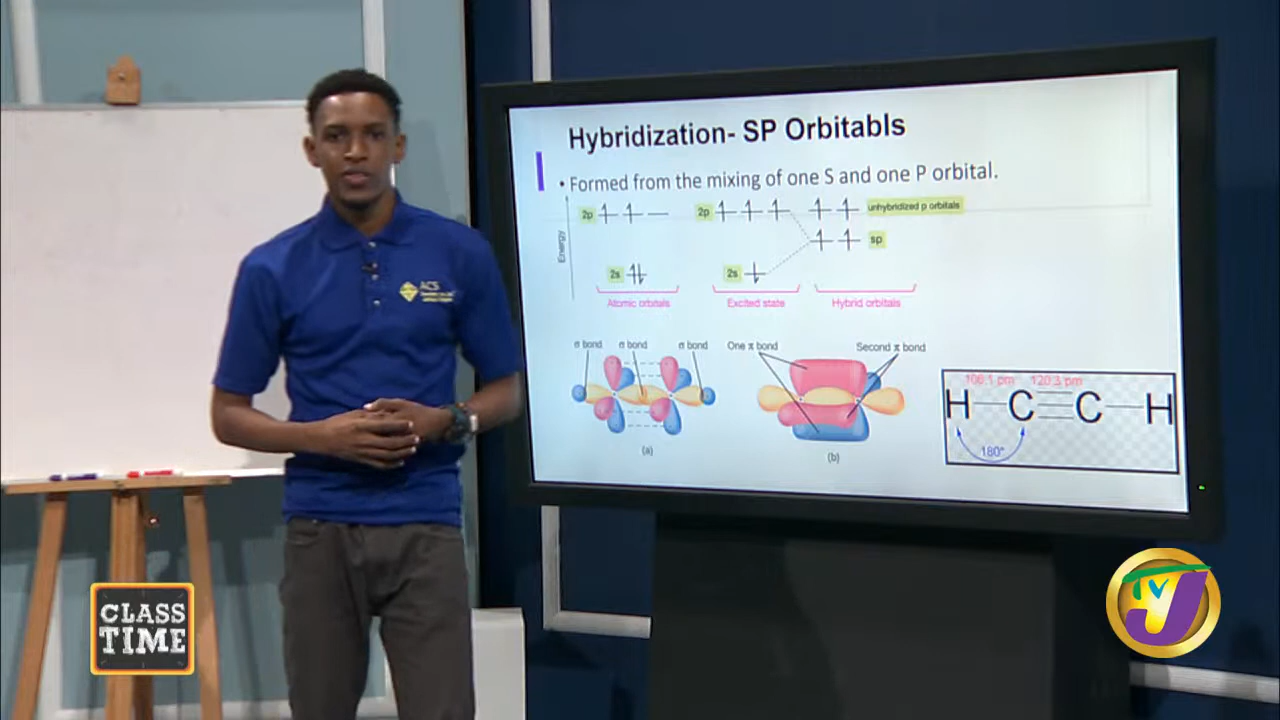 Hybridization- SP Orbitabls
• Formed from the mixing of one S and one P orbital.
2p
2p
unhybridized p orbitals
sp
Energy
2s
2s
Atomic orbitals
Excited state
Hybrid orbitals
σ bond
σ bond
σ bond
One π bond
Second π bond
106.1 pm
120.3 pm
H C C H
180°
(a)
(b)
ACS
CLASS
TIME
TVJ